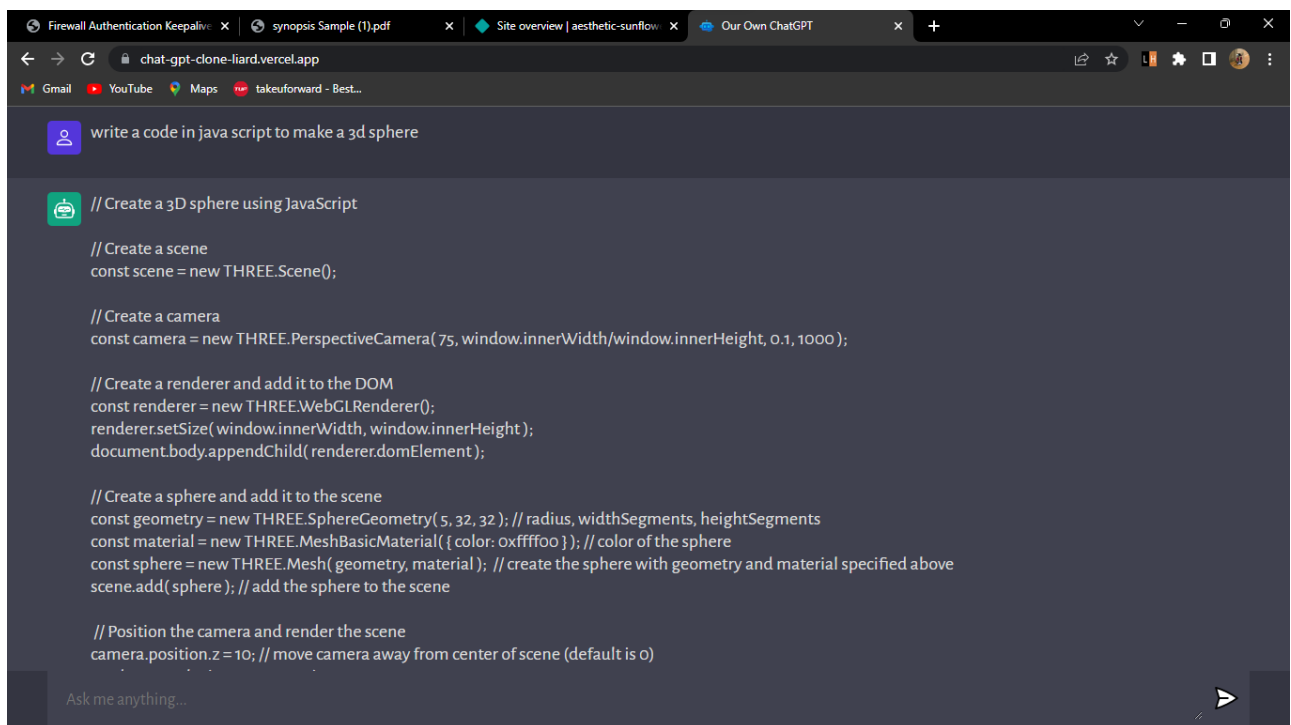 Firewall Authentication Keepalive
synopsis Sample (1).pdf
Site overview | aesthetic-sunflow
Our Own ChatGPT
chat-gpt-clone-liard.vercel.app
Gmail
YouTube
Maps
takeuforward - Best...
write a code in java script to make a 3d sphere
// Create a 3D sphere using JavaScript
// Create a scene
const scene = new THREE.Scene();
// Create a camera
const camera = new THREE.PerspectiveCamera( 75, window.innerWidth/window.innerHeight, 0.1, 1000 );
// Create a renderer and add it to the DOM
const renderer = new THREE.WebGLRenderer();
renderer.setSize( window.innerWidth, window.innerHeight );
document.body.appendChild( renderer.domElement );
// Create a sphere and add it to the scene
const geometry = new THREE.SphereGeometry( 5, 32, 32 ); // radius, widthSegments, heightSegments
const material = new THREE.MeshBasicMaterial( { color: 0xffff00 } ); // color of the sphere
const sphere = new THREE.Mesh( geometry, material ); // create the sphere with geometry and material specified above
scene.add( sphere ); // add the sphere to the scene
// Position the camera and render the scene
camera.position.z = 10; // move camera away from center of scene (default is 0)
Ask me anything...